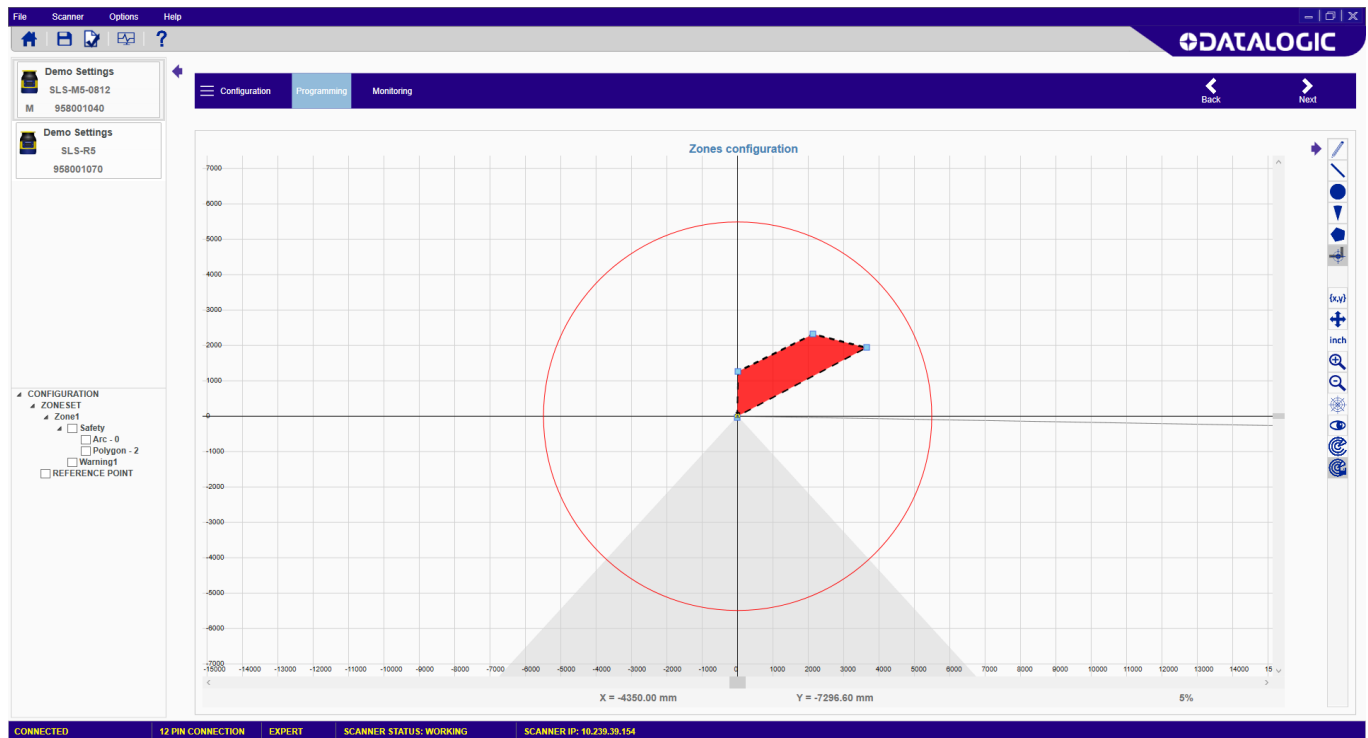 File Scanner Options Help
DATALOGIC
Demo Settings
SLS-M5-0812
M 958001040
Demo Settings
SLS-R5
958001070
Configuration Programming Monitoring Back Next
Zones configuration
7000
6000
5000
4000
3000
2000
1000
-0
-1000
-2000
-3000
-4000
-5000
-6000
-7000
-15000 -14000 -13000 -12000 -11000 -10000 -9000 -8000 -7000 -6000 -5000 -4000 -3000 -2000 -1000 0 1000 2000 3000 4000 5000 6000 7000 8000 9000 10000 11000 12000 13000 14000 15
{x,y}
inch
CONFIGURATION
ZONESET
Zone1
Safety
Arc - 0
Polygon - 2
Warning1
REFERENCE POINT
X = -4350.00 mm Y = -7296.60 mm 5%
CONNECTED 12 PIN CONNECTION EXPERT SCANNER STATUS: WORKING SCANNER IP: 10.239.39.154